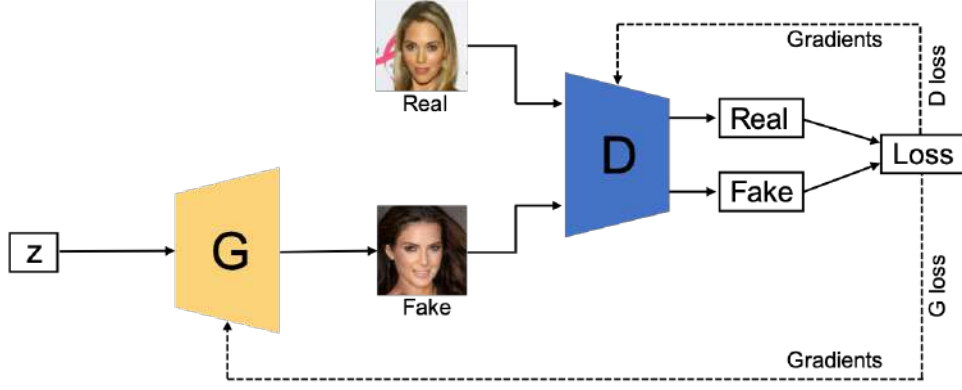 Real
Gradients
D loss
D
Real
Loss
Fake
z
G
Fake
G loss
Gradients